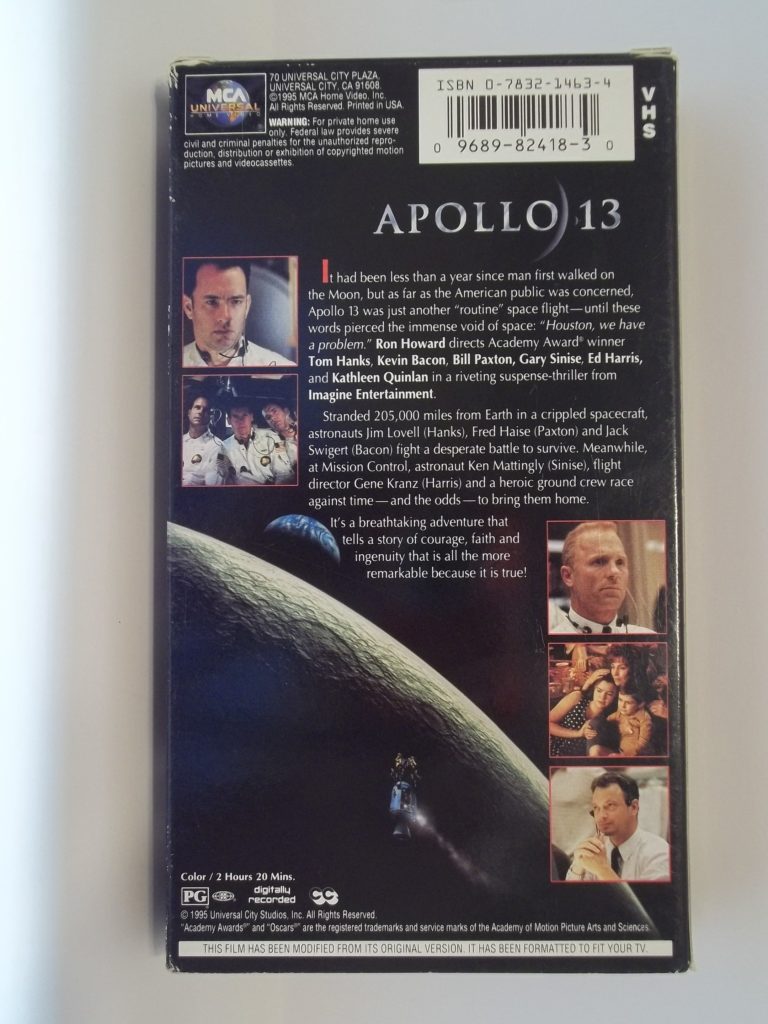 MCA
UNIVERSAL
HOME VIDEO
70 UNIVERSAL CITY PLAZA,
UNIVERSAL CITY, CA 91608.
©1995 MCA Home Video, Inc.
All Rights Reserved. Printed in USA.
WARNING: For private home use
only. Federal law provides severe
civil and criminal penalties for the unauthorized repro-
duction, distribution or exhibition of copyrighted motion
pictures and videocassettes.
ISBN 0-7832-1463-4
0 9689-82418-3 0
VHS
APOLLO 13
It had been less than a year since man first walked on
the Moon, but as far as the American public was concerned,
Apollo 13 was just another “routine” space flight—until these
words pierced the immense void of space: “Houston, we have
a problem.” Ron Howard directs Academy Award® winner
Tom Hanks, Kevin Bacon, Bill Paxton, Gary Sinise, Ed Harris,
and Kathleen Quinlan in a riveting suspense-thriller from
Imagine Entertainment.
Stranded 205,000 miles from Earth in a crippled spacecraft,
astronauts Jim Lovell (Hanks), Fred Haise (Paxton) and Jack
Swigert (Bacon) fight a desperate battle to survive. Meanwhile,
at Mission Control, astronaut Ken Mattingly (Sinise), flight
director Gene Kranz (Harris) and a heroic ground crew race
against time—and the odds—to bring them home.
It's a breathtaking adventure that
tells a story of courage, faith and
ingenuity that is all the more
remarkable because it is true!
Color / 2 Hours 20 Mins.
PG
digitally
recorded
CC
© 1995 Universal City Studios, Inc. All Rights Reserved.
“Academy Awards®” and “Oscars®” are the registered trademarks and service marks of the Academy of Motion Picture Arts and Sciences.
THIS FILM HAS BEEN MODIFIED FROM ITS ORIGINAL VERSION. IT HAS BEEN FORMATTED TO FIT YOUR TV.